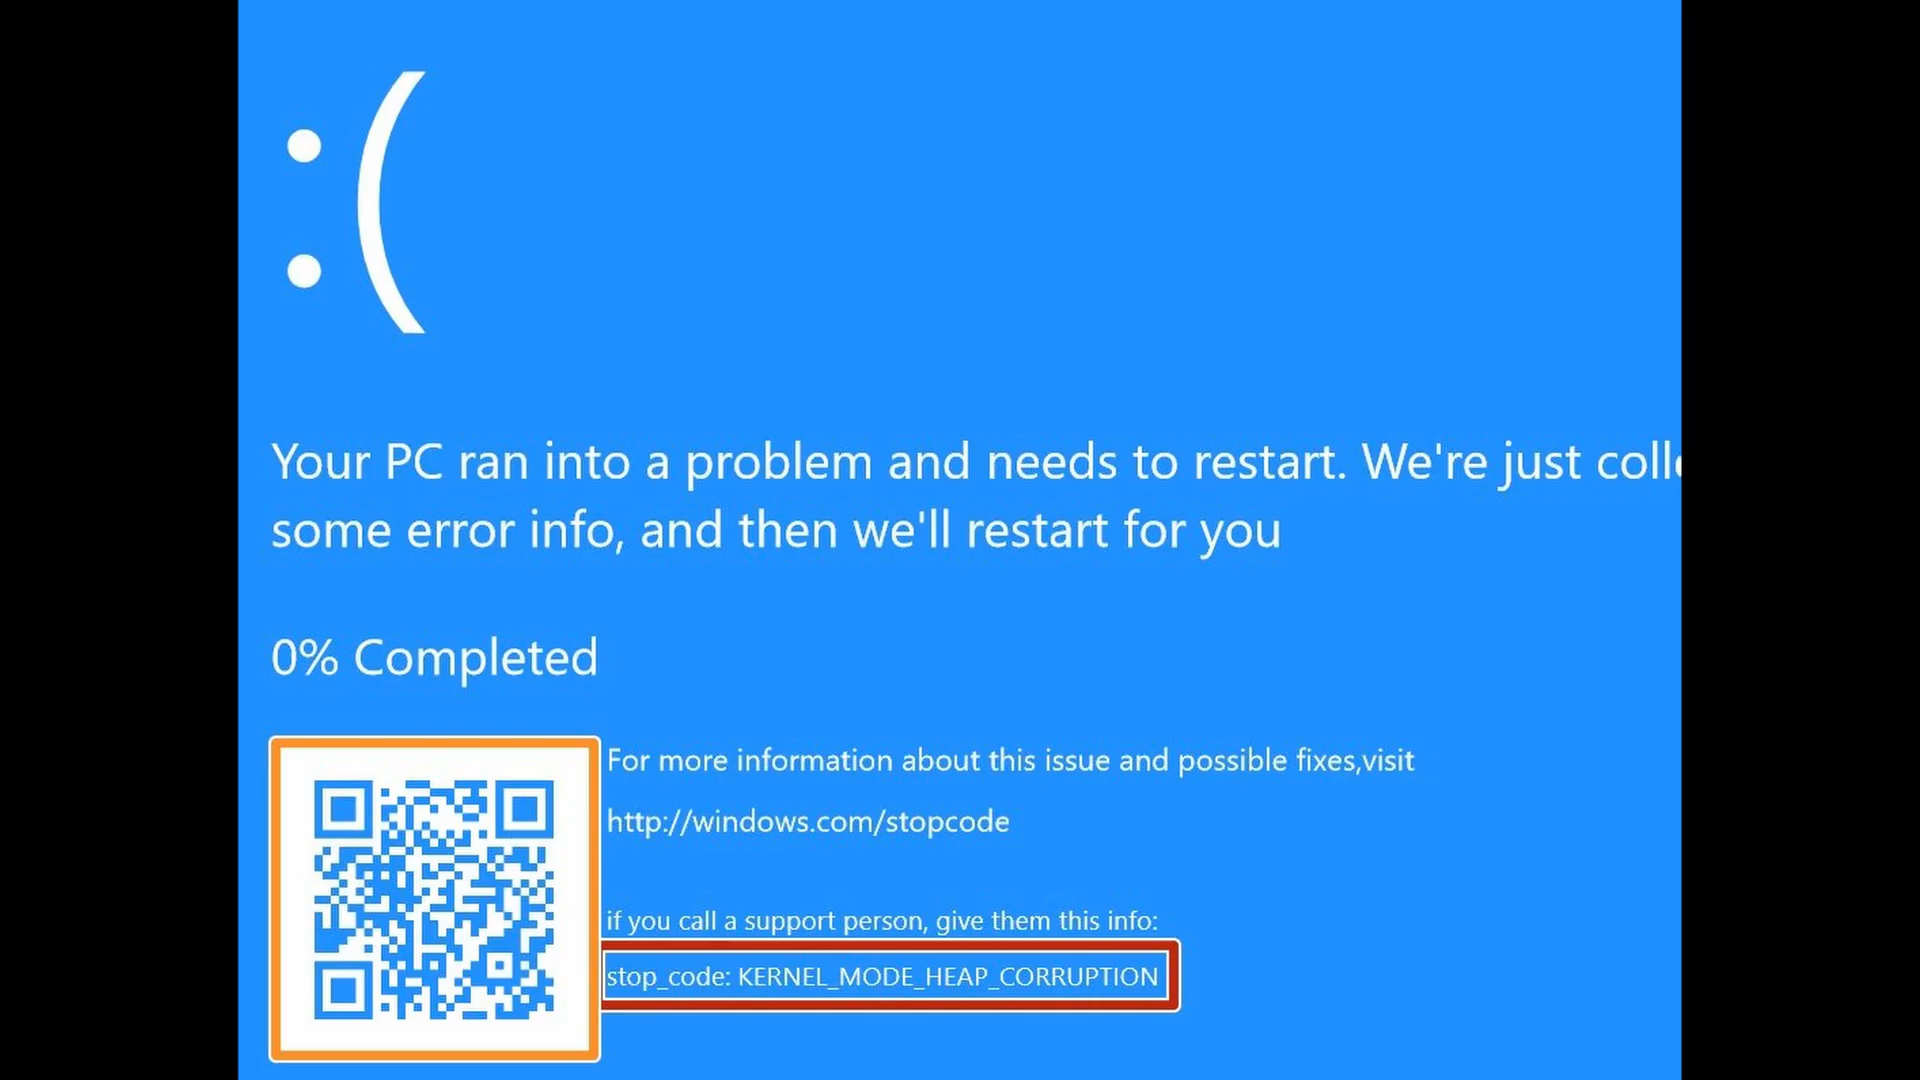 :(
Your PC ran into a problem and needs to restart. We're just
some error info, and then we'll restart for you
0% Completed
For more information about this issue and possible fixes,visit
http://windows.com/stopcode
if you call a support person, give them this info:
stop_code: KERNEL_MODE_HEAP_CORRUPTION